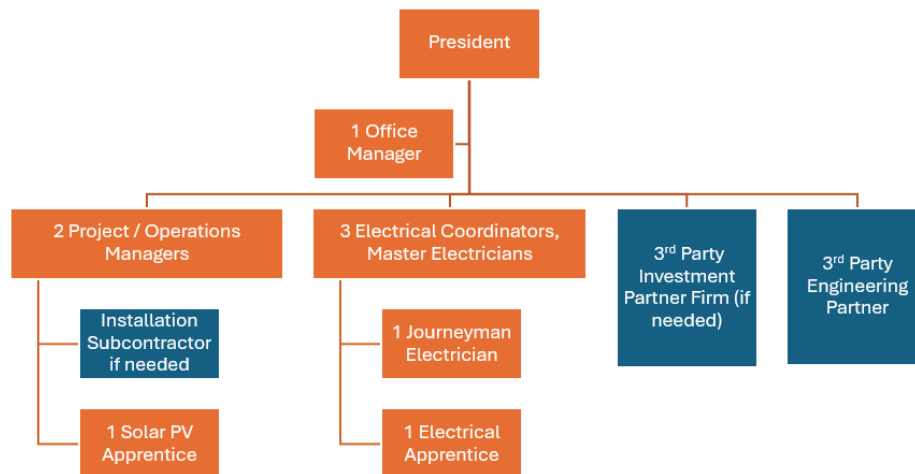 President
1 Office
Manager
2 Project / Operations
Managers
3 Electrical Coordinators,
Master Electricians
3rd Party
Investment
Partner Firm (if
needed)
3rd Party
Engineering
Partner
Installation
Subcontractor
if needed
1 Journeyman
Electrician
1 Solar PV
Apprentice
1 Electrical
Apprentice